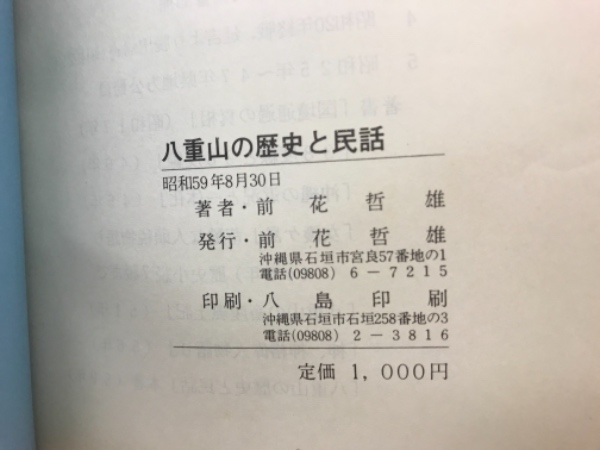 八重山の歴史と民話
昭和59年8月30日
著者・前花哲雄
発行・前花哲雄
沖縄県石垣市宮良57番地の1
電話(09808) 6-7215
印刷・八島印刷
沖縄県石垣市石垣258番地の3
電話(09808) 2-3816
定価 1,000円